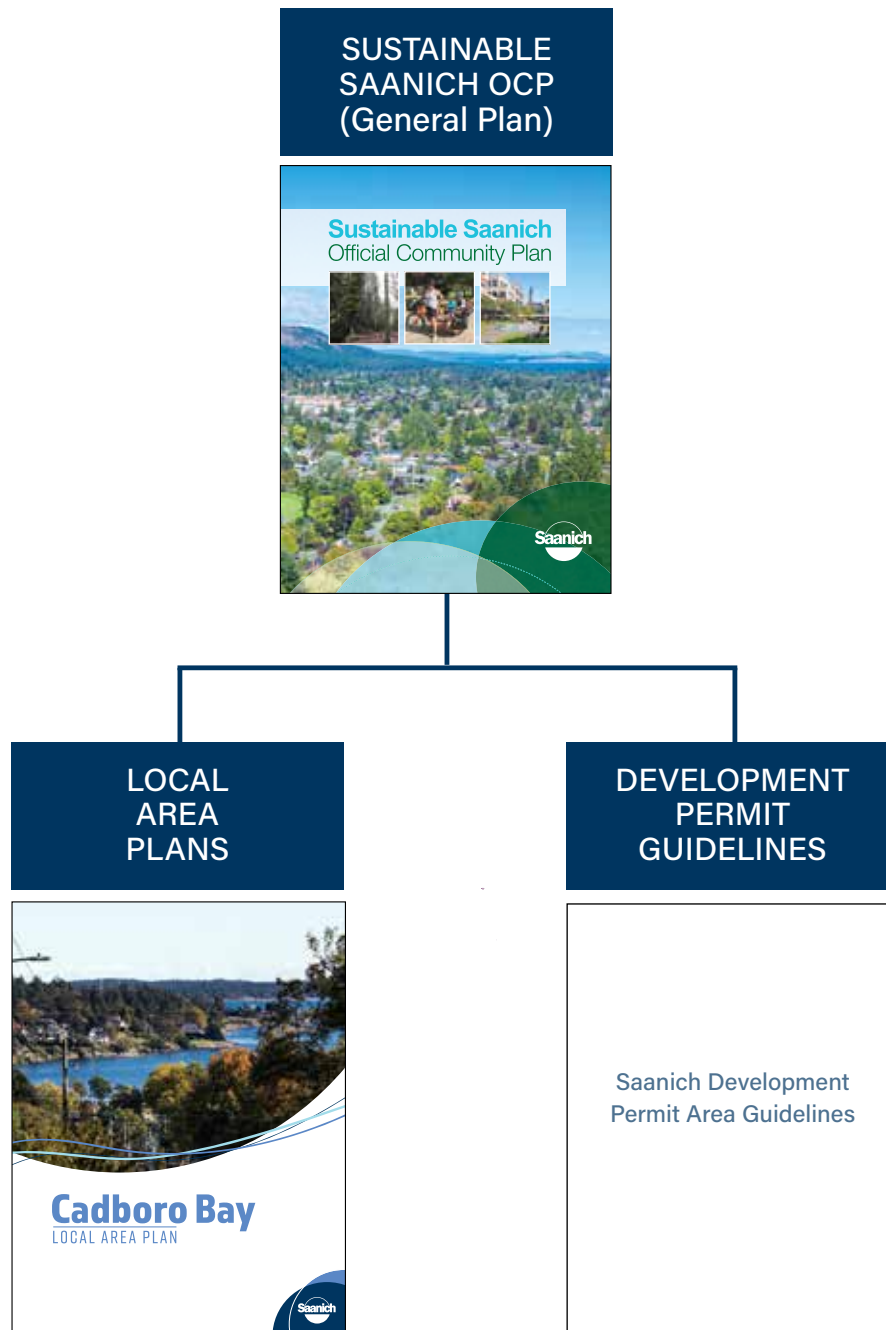 SUSTAINABLE
SAANICH OCP
(General Plan)
Sustainable Saanich
Official Community Plan
Saanich
LOCAL
AREA
PLANS
DEVELOPMENT
PERMIT
GUIDELINES
Cadboro Bay
LOCAL AREA PLAN
Saanich
Saanich Development
Permit Area Guidelines